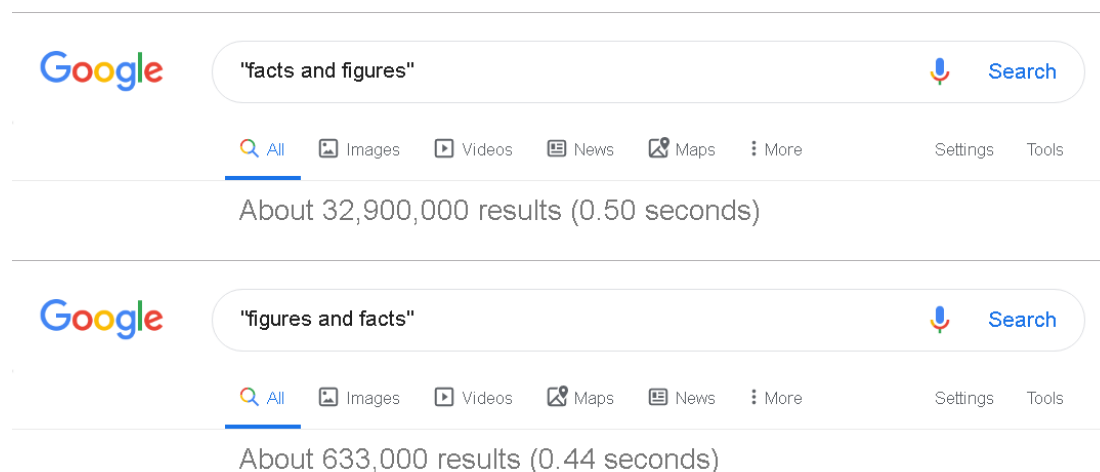 Google "facts and figures" Search
All Images Videos News Maps More Settings Tools
About 32,900,000 results (0.50 seconds)
Google "figures and facts" Search
All Images Videos Maps News More Settings Tools
About 633,000 results (0.44 seconds)